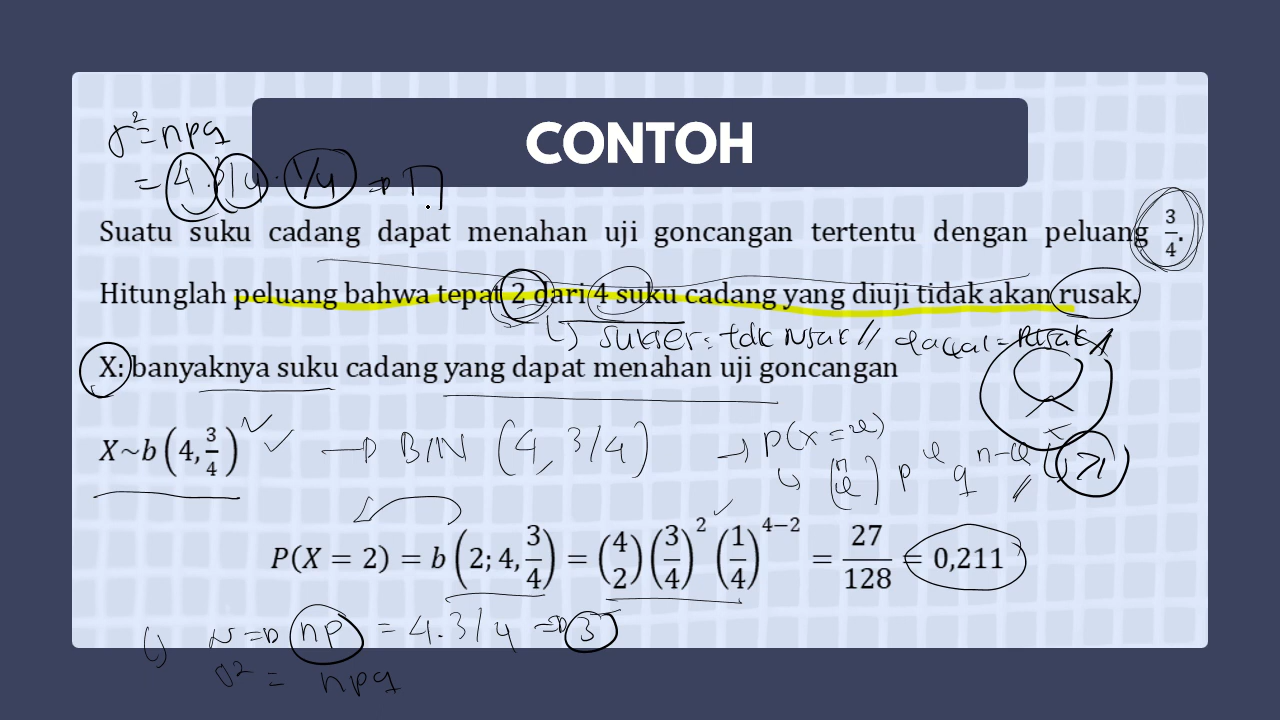 CONTOH
σ² = npq
= 4 · 3/4 · 1/4 ⇒
Suatu suku cadang dapat menahan uji goncangan tertentu dengan peluang 3/4.
Hitunglah peluang bahwa tepat 2 dari 4 suku cadang yang diuji tidak akan rusak.
tdk rusak // gagal = rusak
X: banyaknya suku cadang yang dapat menahan uji goncangan
X~b(4, 3/4) → BIN (4, 3/4) → P(X = x)
↳ (n x) p^x q^n-x
P(X = 2) = b(2; 4, 3/4) = (4 2)(3/4)^2 (1/4)^4−2 = 27/128 = 0,211
np = 4 . 3/4 ⇒ 3
σ² = npq